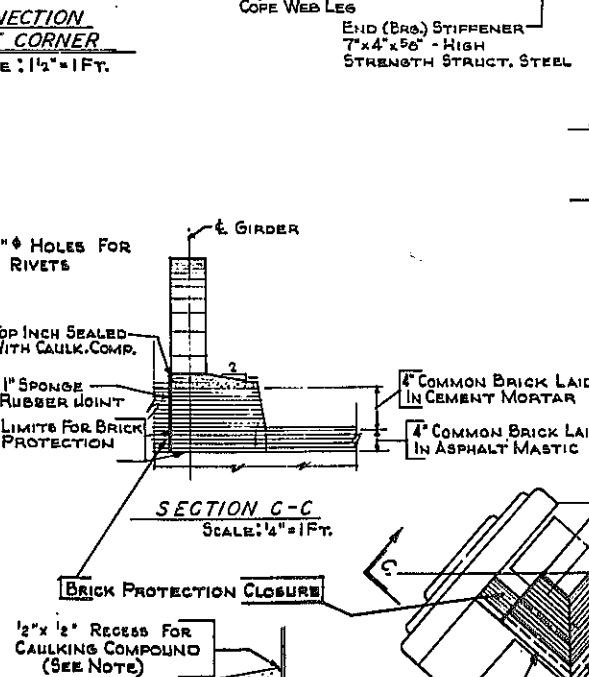 COPE WEB LEG
END (BRG.) STIFFENER
7"x4"x5/8" - HIGH
STRENGTH STRUCT. STEEL
CORNER
1 1/2" = 1 FT.
℄ GIRDER
"ϕ HOLES FOR
RIVETS
TOP INCH SEALED
WITH CAULK. COMP.
1" SPONGE
RUBBER JOINT
LIMITS FOR BRICK
PROTECTION
2
4" COMMON BRICK LAID
IN CEMENT MORTAR
4" COMMON BRICK LAI
IN ASPHALT MASTIC
SECTION C-C
SCALE: 1/4" = 1 FT.
C
BRICK PROTECTION CLOSURE
1/2" x 1/2" RECESS FOR
CAULKING COMPOUND
(SEE NOTE)